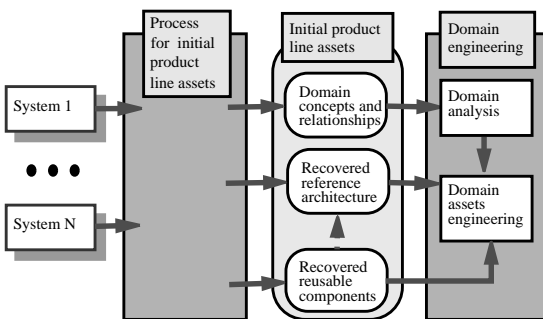 Process
for initial
product
line assets
Initial product
line assets
Domain
engineering
System 1
System N
Domain
concepts and
relationships
Recovered
reference
architecture
Recovered
reusable
components
Domain
analysis
Domain
assets
engineering